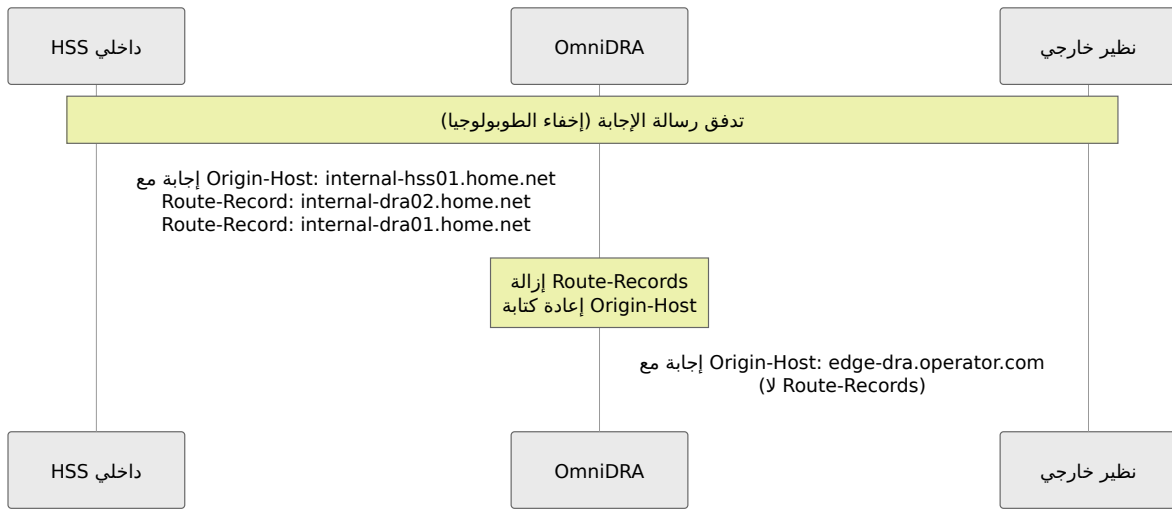 داخلي HSS
OmniDRA
نظير خارجي
تدفق رسالة الإجابة (إخفاء الطوبولوجيا)
إجابة مع Origin-Host: internal-hss01.home.net
Route-Record: internal-dra02.home.net
Route-Record: internal-dra01.home.net
إزالة Route-Records
إعادة كتابة Origin-Host
إجابة مع Origin-Host: edge-dra.operator.com
(لا Route-Records)
داخلي HSS
OmniDRA
نظير خارجي